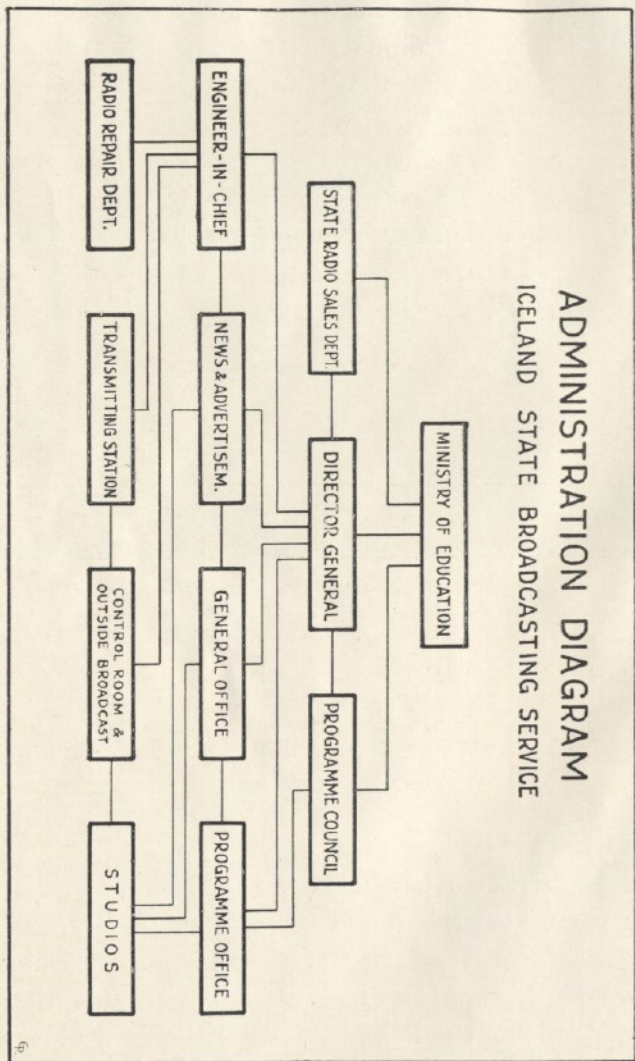 ADMINISTRATION DIAGRAM
ICELAND STATE BROADCASTING SERVICE
MINISTRY OF EDUCATION
STATE RADIO SALES DEPT.
DIRECTOR GENERAL
PROGRAMME COUNCIL
ENGINEER-IN-CHIEF
NEWS & ADVERTISEM.
GENERAL OFFICE
PROGRAMME OFFICE
RADIO REPAIR DEPT.
TRANSMITTING STATION
CONTROL ROOM &
OUTSIDE BROADCAST
STUDIOS